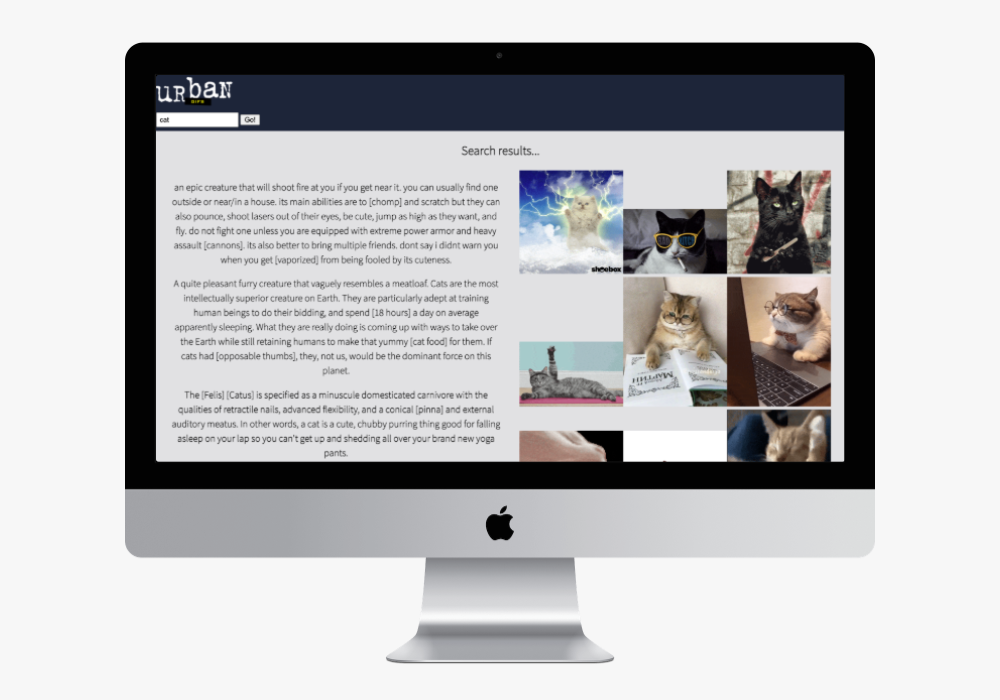 urban
GIFS
cat
Go!
Search results...
an epic creature that will shoot fire at you if you get near it. you can usually find one
outside or near/in a house. its main abilities are to [chomp] and scratch but they can
also pounce, shoot lasers out of their eyes, be cute, jump as high as they want, and
fly. do not fight one unless you are equipped with extreme power armor and heavy
assault [cannons]. its also better to bring multiple friends. dont say i didnt warn you
when you get [vaporized] from being fooled by its cuteness.
A quite pleasant furry creature that vaguely resembles a meatloaf. Cats are the most
intellectually superior creature on Earth. They are particularly adept at training
human beings to do their bidding, and spend [18 hours] a day on average
apparently sleeping. What they are really doing is coming up with ways to take over
the Earth while still retaining humans to make that yummy [cat food] for them. If
cats had [opposable thumbs], they, not us, would be the dominant force on this
planet.
The [Felis] [Catus] is specified as a minuscule domesticated carnivore with the
qualities of retractile nails, advanced flexibility, and a conical [pinna] and external
auditory meatus. In other words, a cat is a cute, chubby purring thing good for falling
asleep on your lap so you can't get up and shedding all over your brand new yoga
pants.
shoebox